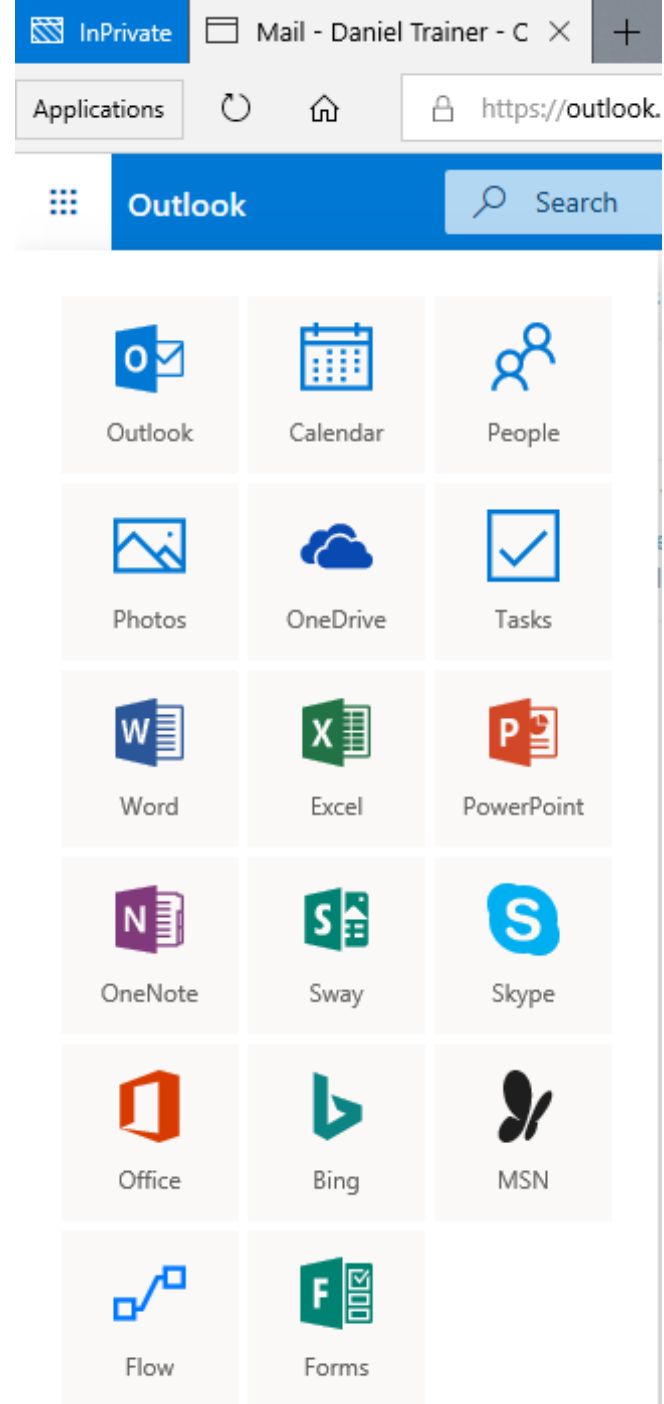 InPrivate Mail - Daniel Trainer - C
Applications https://outlook.
Outlook Search
Outlook Calendar People
Photos OneDrive Tasks
Word Excel PowerPoint
OneNote Sway Skype
Office Bing MSN
Flow Forms